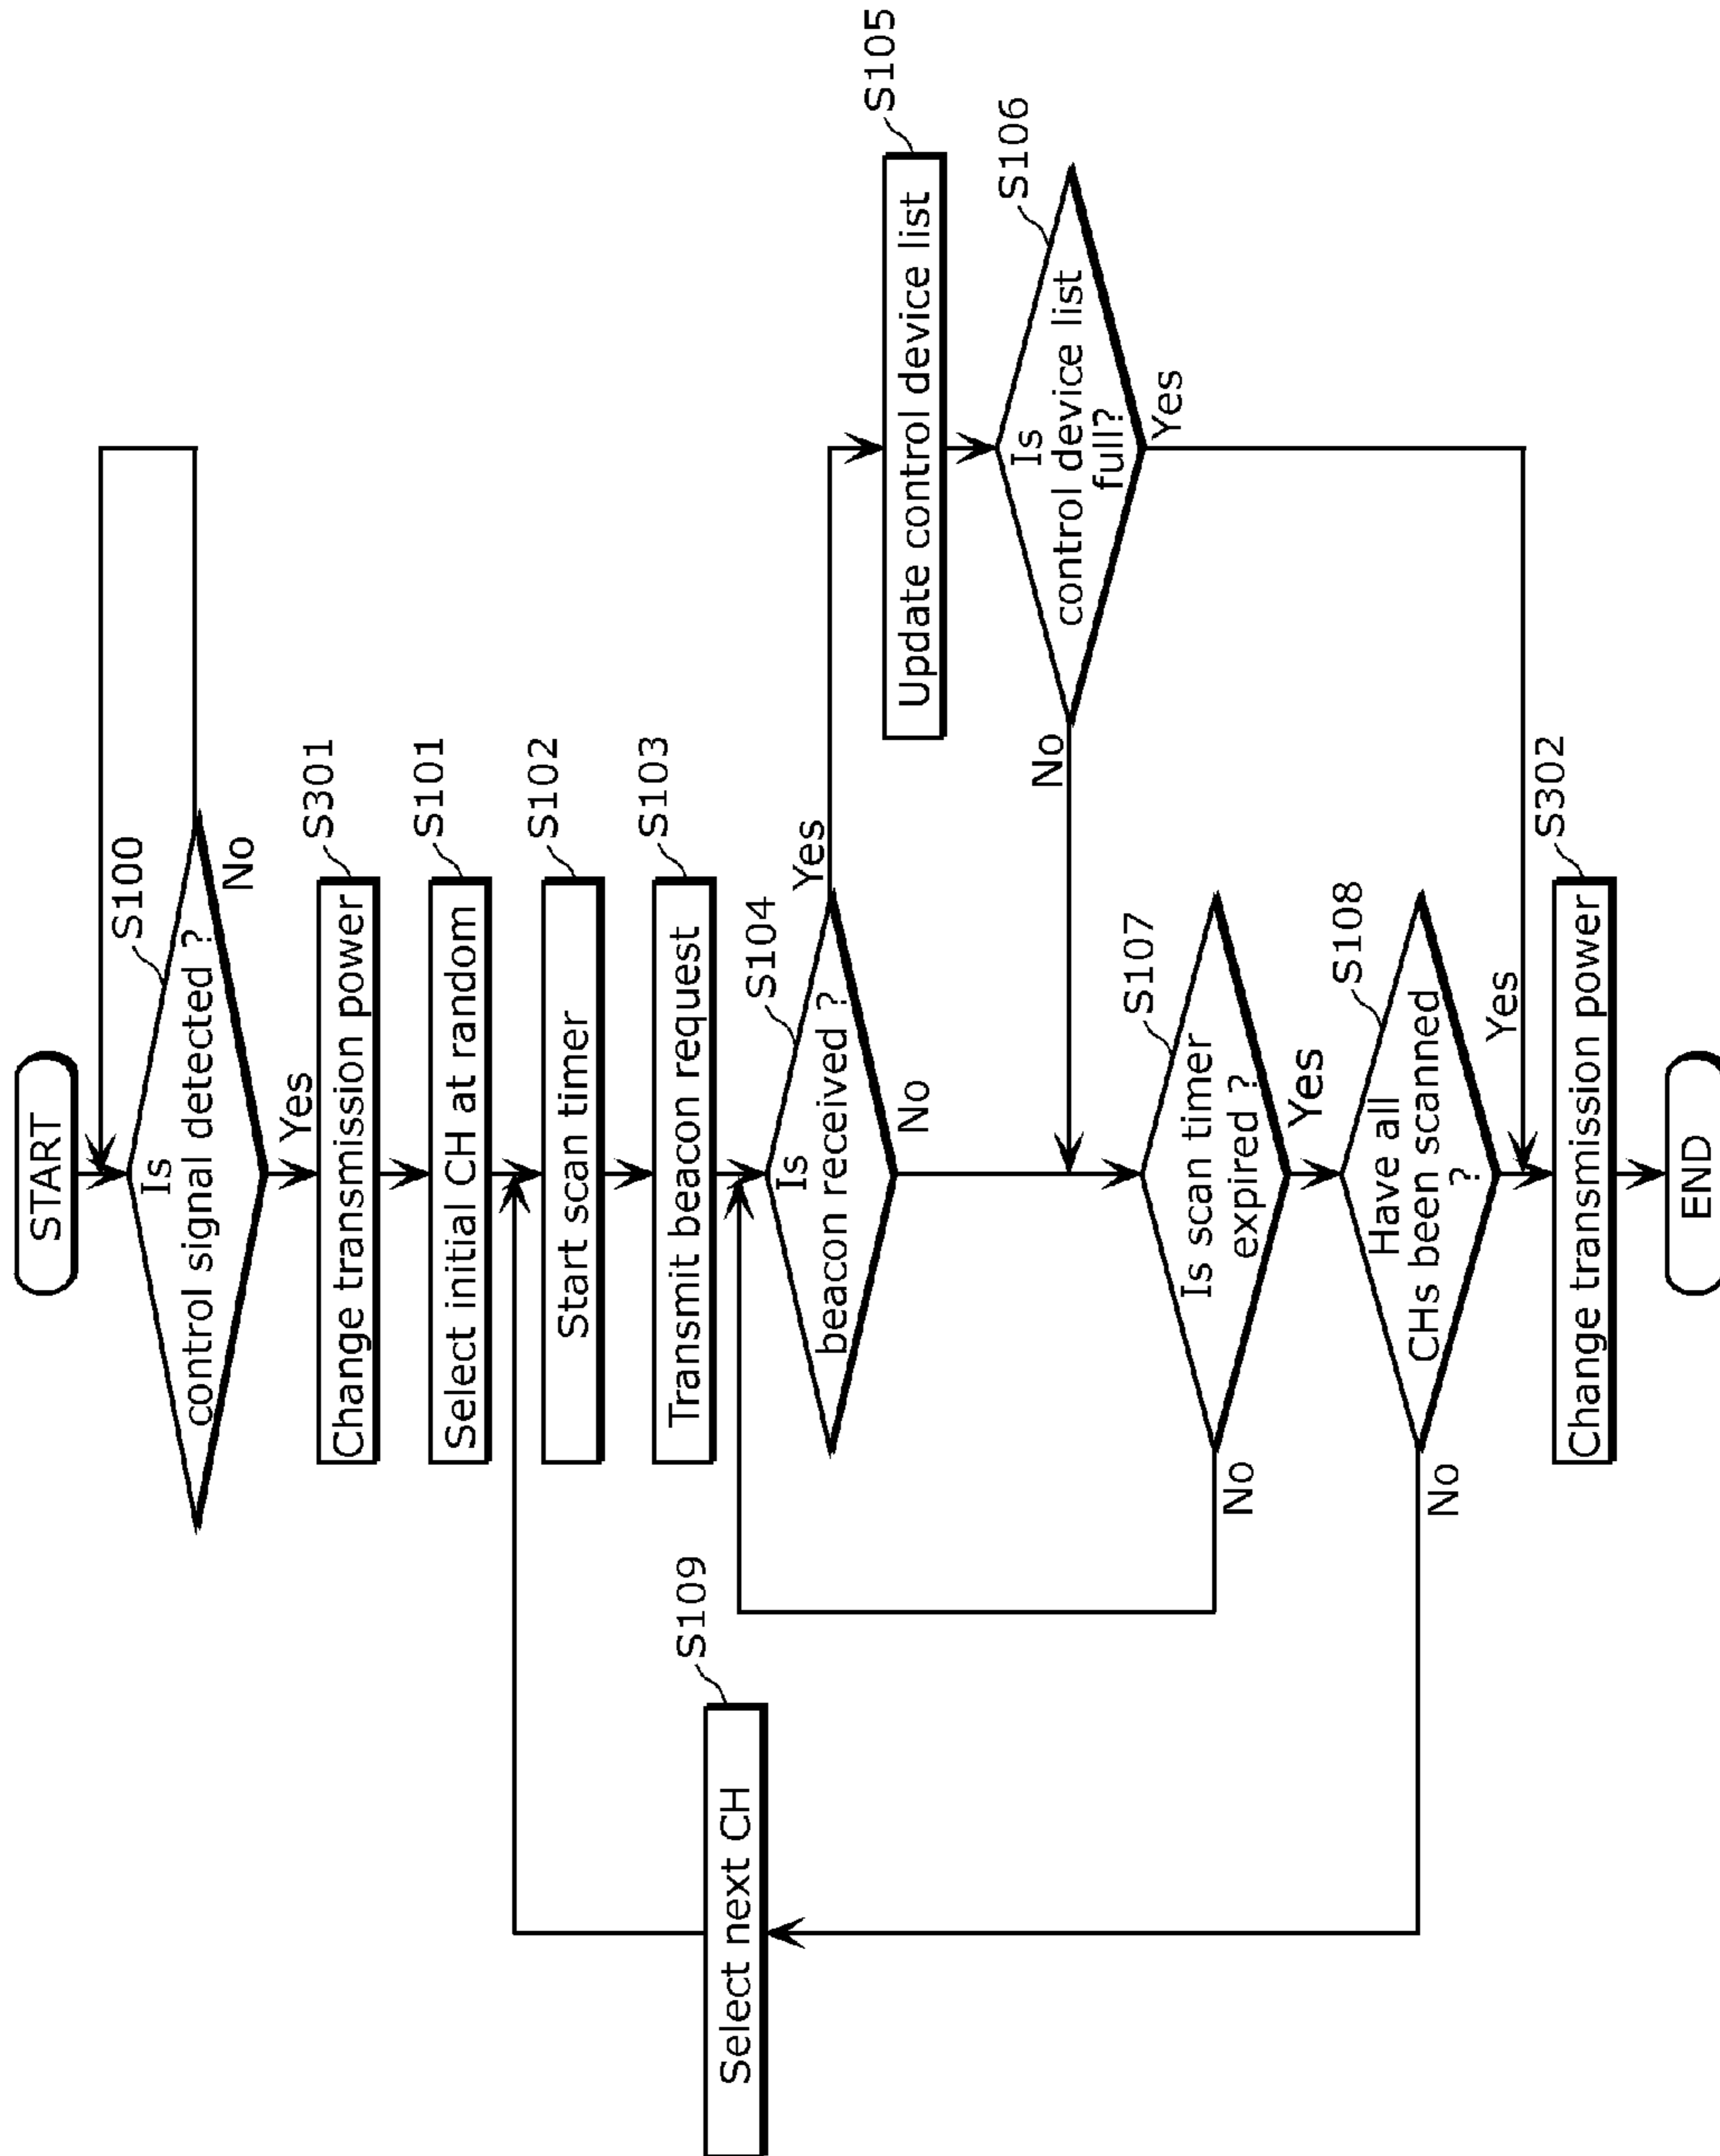 START
S100
Is
control signal detected ?
No
Yes
S301
Change transmission power
S101
Select initial CH at random
S102
Start scan timer
S103
Transmit beacon request
S104
Is
beacon received ?
Yes
No
S105
Update control device list
S106
Is
control device list
full?
No
Yes
S107
Is scan timer
expired ?
No
Yes
S108
Have all
CHs been scanned
?
No
Yes
S109
Select next CH
S302
Change transmission power
END